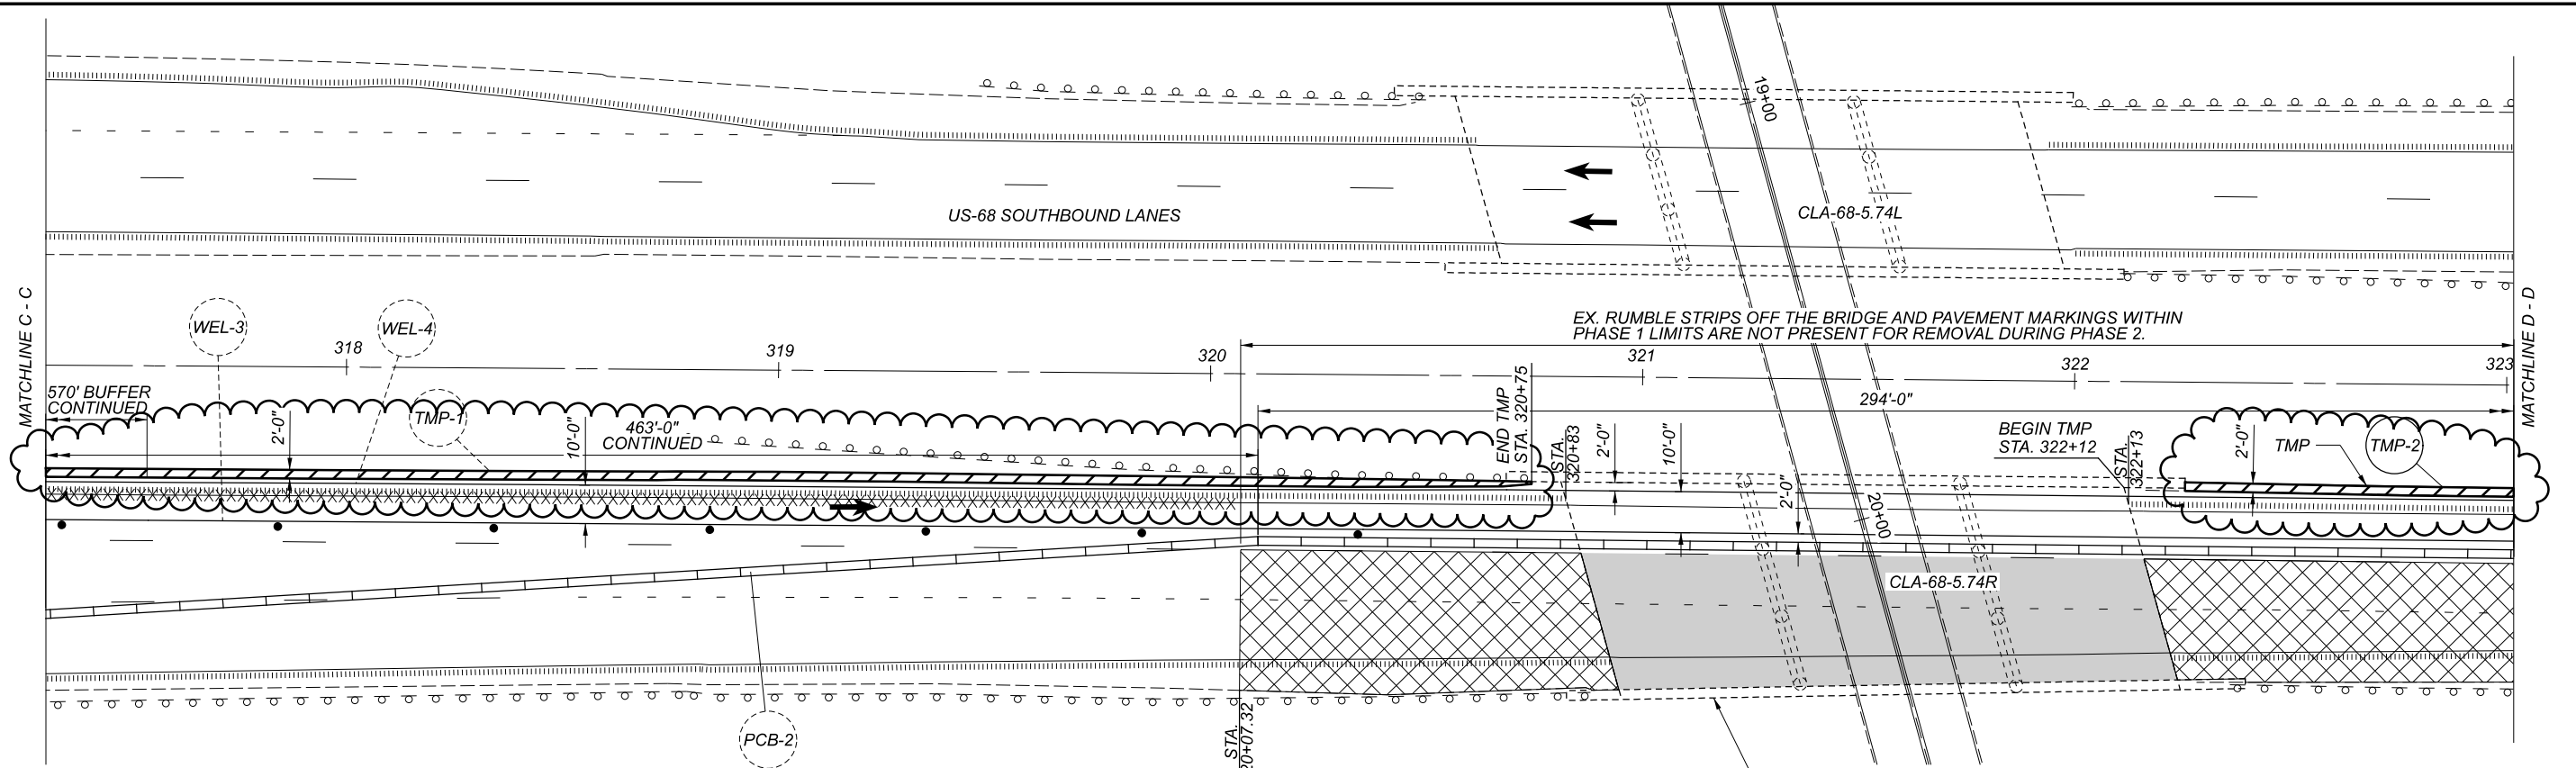 19+00
US-68 SOUTHBOUND LANES
CLA-68-5.74L
MATCHLINE C - C
MATCHLINE D - D
WEL-3
WEL-4
EX. RUMBLE STRIPS OFF THE BRIDGE AND PAVEMENT MARKINGS WITHIN
PHASE 1 LIMITS ARE NOT PRESENT FOR REMOVAL DURING PHASE 2.
318
319
320
321
322
323
570' BUFFER
CONTINUED
2'-0"
TMP-1
10'-0"
463'-0"
CONTINUED
294'-0"
END TMP
STA. 320+75
STA.
320+83
2'-0"
10'-0"
2'-0"
20+00
BEGIN TMP
STA. 322+12
STA.
322+13
2'-0"
TMP
TMP-2
CLA-68-5.74R
PCB-2
STA.
20+07.32